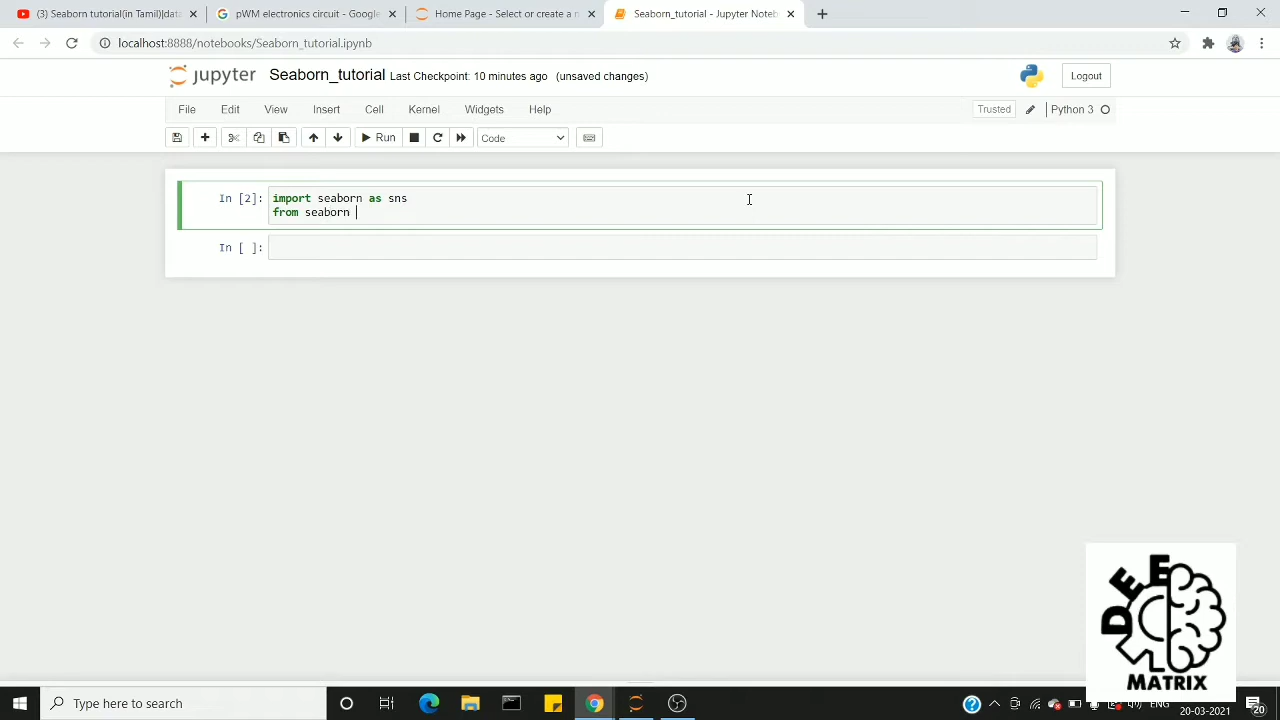 (3) Seaborn tutorial(in Tamil)|data
pWM electronics circuit - Google
Home Page - Select or create a n
Seaborn_tutorial - Jupyter Noteb
localhost:8888/notebooks/Seaborn_tutorial.ipynb
jupyter Seaborn_tutorial Last Checkpoint: 10 minutes ago (unsaved changes)
Logout
File Edit View Insert Cell Kernel Widgets Help
Trusted Python 3
Run Code
In [2]: import seaborn as sns
from seaborn
In [ ]:
DEE
MATRIX
Type here to search
ENG
20-03-2021
20